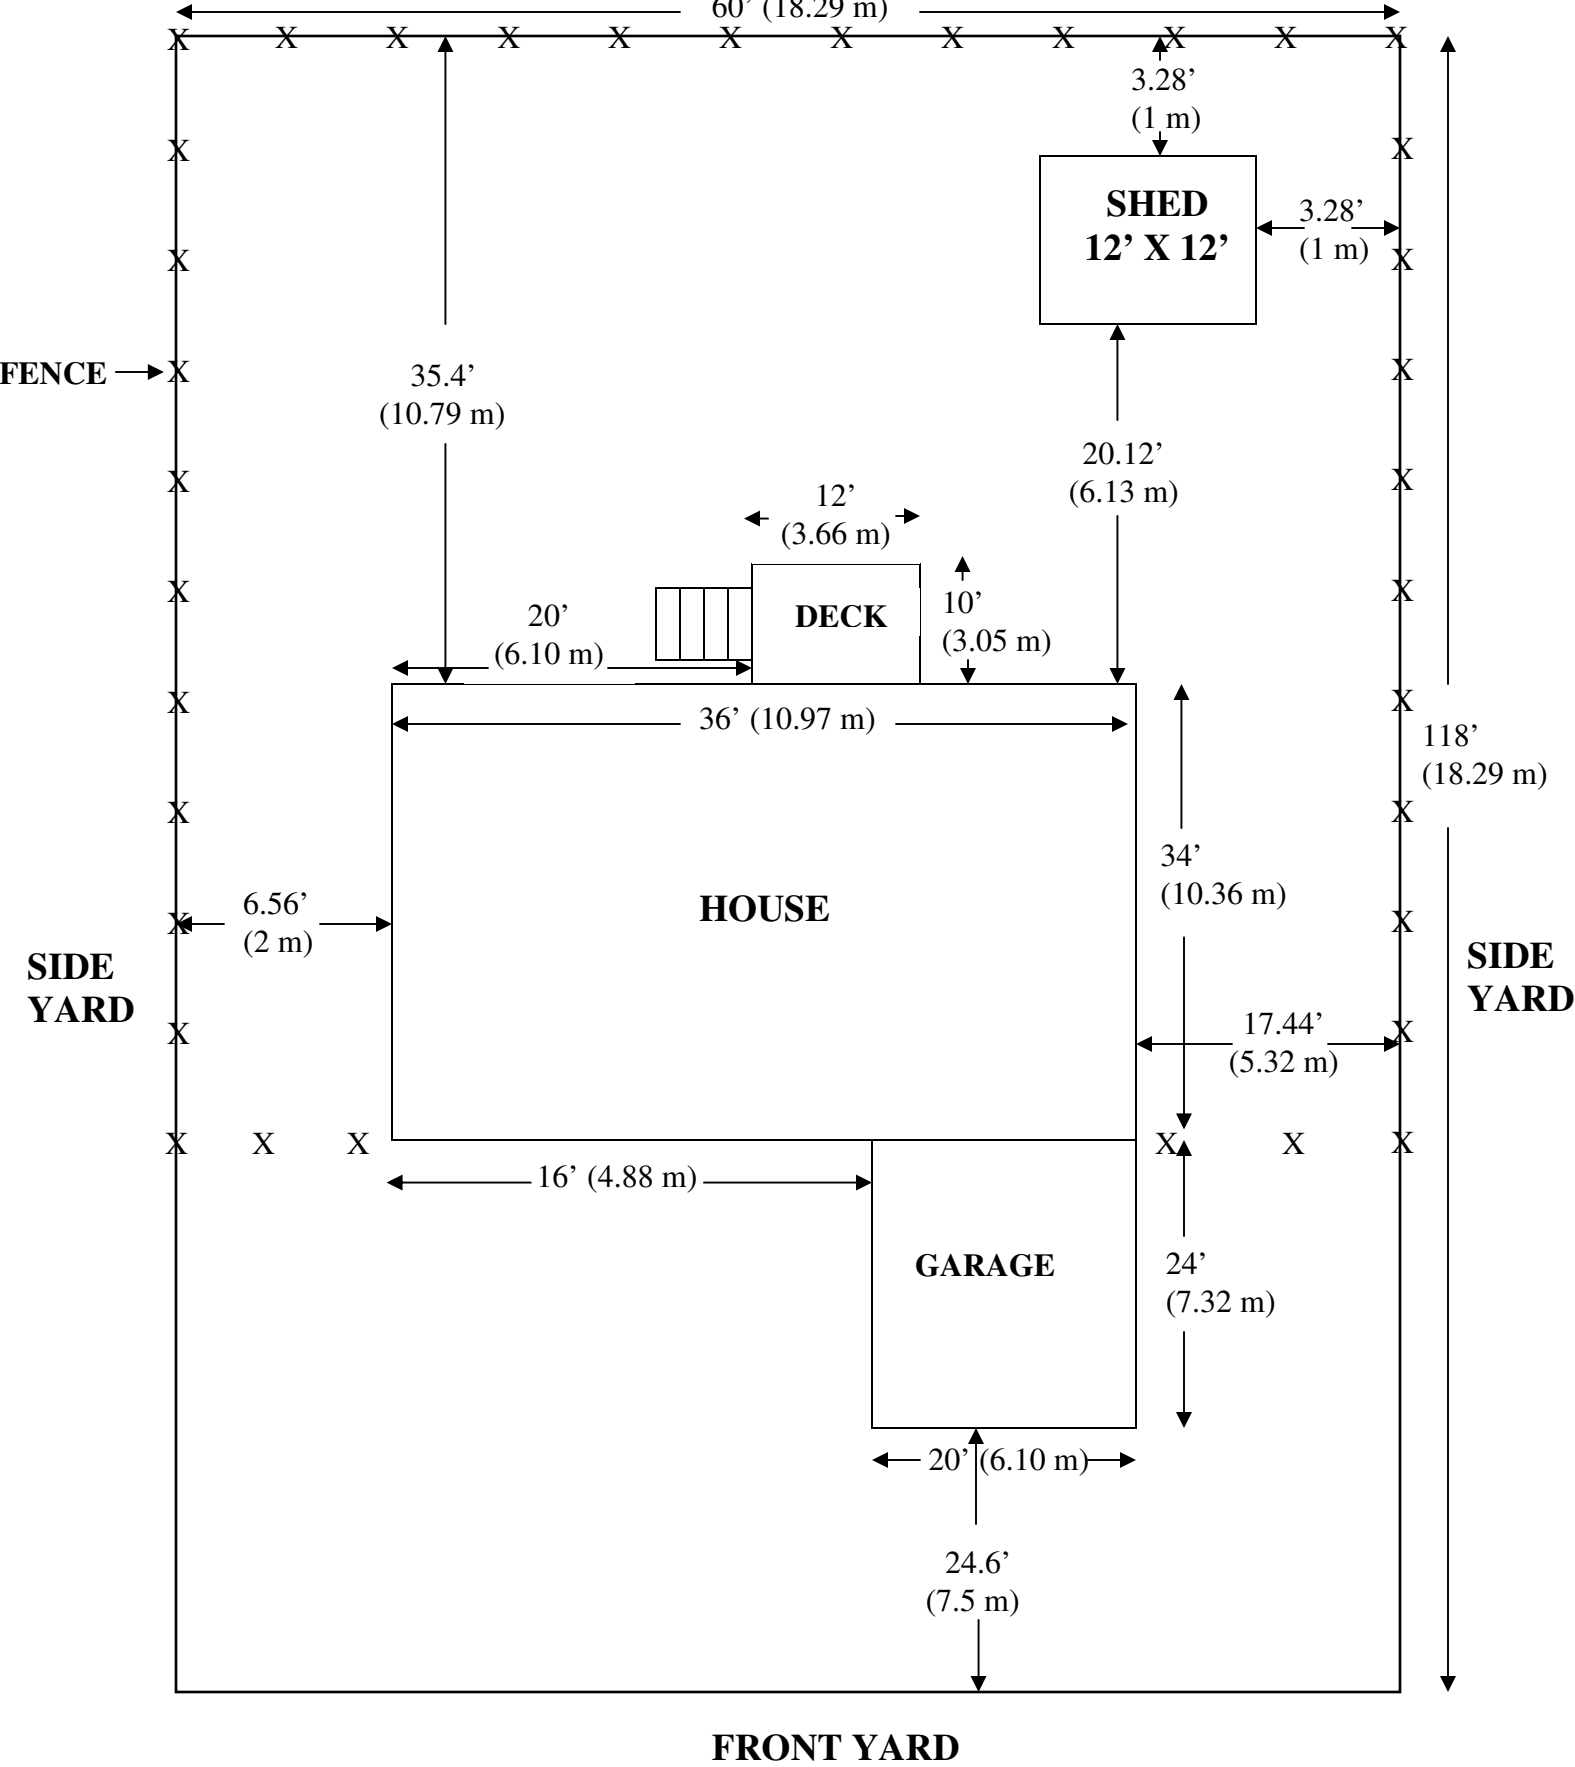 60’ (18.29 m)
X X X X X X X X X X X X
3.28’
(1 m)
X X
SHED
12’ X 12’
3.28’
(1 m)
X X
FENCE
X X
35.4’
(10.79 m)
20.12’
(6.13 m)
X X
12’
(3.66 m)
X X
DECK
10’
(3.05 m)
20’
(6.10 m)
X X
36’ (10.97 m)
118’
(18.29 m)
X X
34’
(10.36 m)
HOUSE
6.56’
(2 m)
X X
SIDE
YARD
SIDE
YARD
17.44’
(5.32 m)
X X
X X X X X X
16’ (4.88 m)
GARAGE
24’
(7.32 m)
20’ (6.10 m)
24.6’
(7.5 m)
FRONT YARD